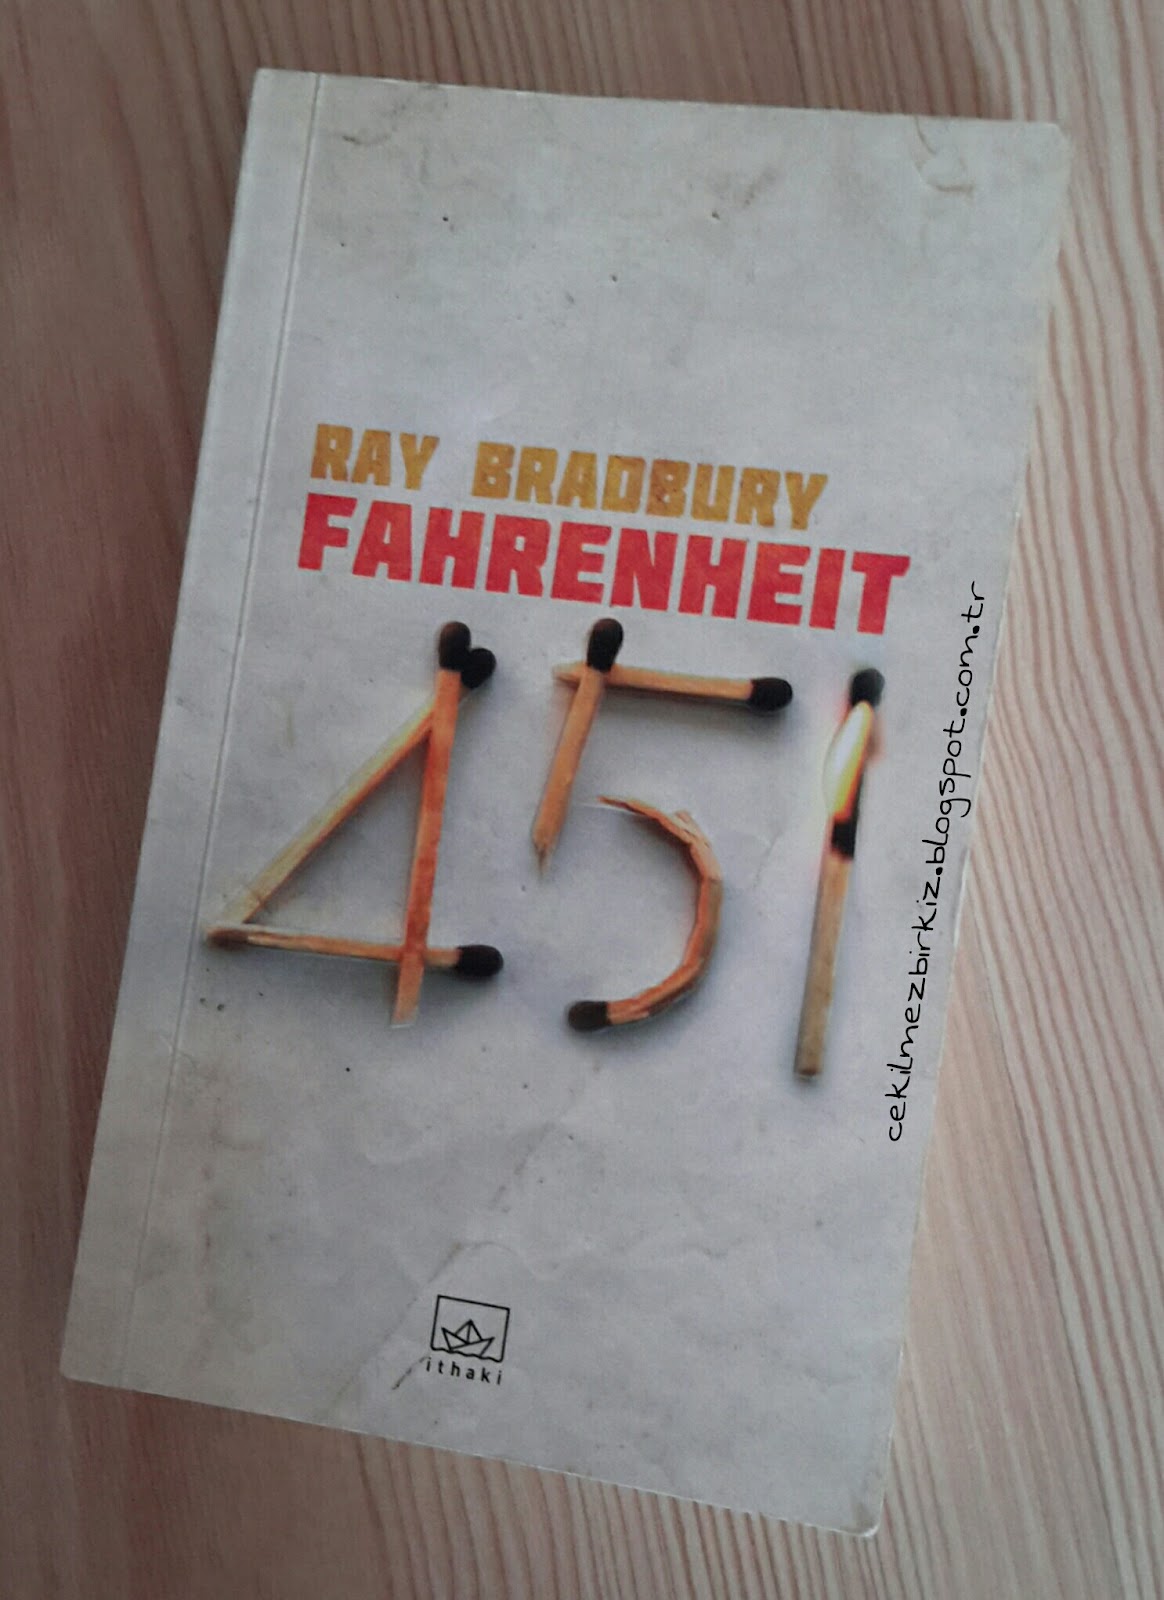 RAY BRADBURY
FAHRENHEIT
451
cekilmezbirkiz.blogspot.com.tr
ithaki